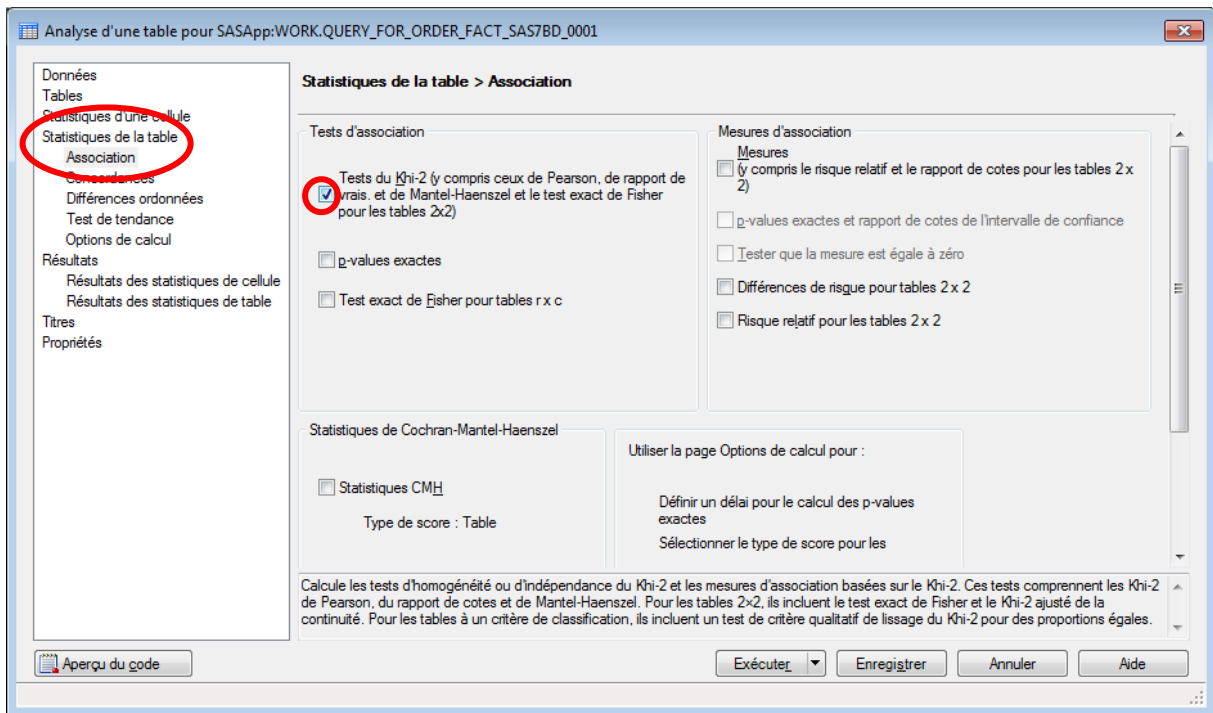 Analyse d'une table pour SASApp:WORK.QUERY_FOR_ORDER_FACT_SAS7BD_0001
Données
Tables
Statistiques d'une cellule
Statistiques de la table
Association
Concordances
Différences ordonnées
Test de tendance
Options de calcul
Résultats
Résultats des statistiques de cellule
Résultats des statistiques de table
Titres
Propriétés
Statistiques de la table > Association
Tests d'association
Tests du Khi-2 (y compris ceux de Pearson, de rapport de
vrais. et de Mantel-Haenszel et le test exact de Fisher
pour les tables 2x2)
p-values exactes
Test exact de Fisher pour tables r x c
Mesures d'association
Mesures
(y compris le risque relatif et le rapport de cotes pour les tables 2 x
2)
p-values exactes et rapport de cotes de l'intervalle de confiance
Tester que la mesure est égale à zéro
Différences de risque pour tables 2 x 2
Risque relatif pour les tables 2 x 2
Statistiques de Cochran-Mantel-Haenszel
Statistiques CMH
Type de score : Table
Utiliser la page Options de calcul pour :
Définir un délai pour le calcul des p-values
exactes
Sélectionner le type de score pour les
Calcule les tests d'homogénéité ou d'indépendance du Khi-2 et les mesures d'association basées sur le Khi-2. Ces tests comprennent les Khi-2
de Pearson, du rapport de cotes et de Mantel-Haenszel. Pour les tables 2×2, ils incluent le test exact de Fisher et le Khi-2 ajusté de la
continuité. Pour les tables à un critère de classification, ils incluent un test de critère qualitatif de lissage du Khi-2 pour des proportions égales.
Aperçu du code
Exécuter
Enregistrer
Annuler
Aide